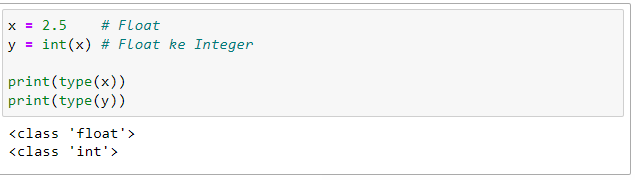 x = 2.5    # Float
y = int(x) # Float ke Integer

print(type(x))
print(type(y))
<class 'float'>
<class 'int'>